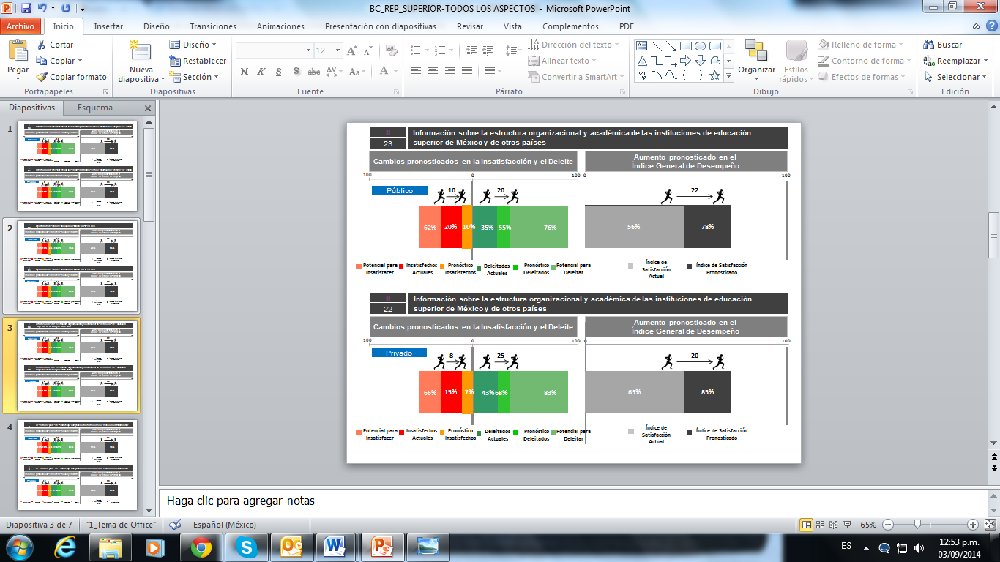 BC_REP_SUPERIOR-TODOS LOS ASPECTOS - Microsoft PowerPoint
Archivo Inicio Insertar Diseño Transiciones Animaciones Presentación con diapositivas Revisar Vista Complementos PDF
Pegar
Cortar
Copiar
Copiar formato
Portapapeles
Nueva diapositiva
Diseño
Restablecer
Sección
Diapositivas
12
N K S S abc AV Aa A
Fuente
Dirección del texto
Alinear texto
Convertir a SmartArt
Párrafo
Organizar
Estilos rápidos
Relleno de forma
Contorno de forma
Efectos de formas
Dibujo
Buscar
Reemplazar
Seleccionar
Edición
Diapositivas Esquema
1
2
3
4
II
23
Información sobre la estructura organizacional y académica de las instituciones de educación
superior de México y de otros países
Cambios pronosticados en la Insatisfacción y el Deleite
Aumento pronosticado en el
Índice General de Desempeño
100 0 100 0 100
Público
10 20 22
62% 20% 10% 35% 55% 76% 56% 78%
Potencial para Insatisfacer
Insatisfechos Actuales
Pronóstico Insatisfechos
Deleitados Actuales
Pronóstico Deleitados
Potencial para Deleitar
Índice de Satisfacción Actual
Índice de Satisfacción Pronosticado
II
22
Información sobre la estructura organizacional y académica de las instituciones de educación
superior de México y de otros países
Cambios pronosticados en la Insatisfacción y el Deleite
Aumento pronosticado en el
Índice General de Desempeño
100 0 100 0 100
Privado
8 25 20
66% 15% 7% 43% 68% 83% 65% 85%
Potencial para Insatisfacer
Insatisfechos Actuales
Pronóstico Insatisfechos
Deleitados Actuales
Pronóstico Deleitados
Potencial para Deleitar
Índice de Satisfacción Actual
Índice de Satisfacción Pronosticado
Haga clic para agregar notas
Diapositiva 3 de 7 "1_Tema de Office" Español (México) 65%
ES 12:53 p.m.
03/09/2014